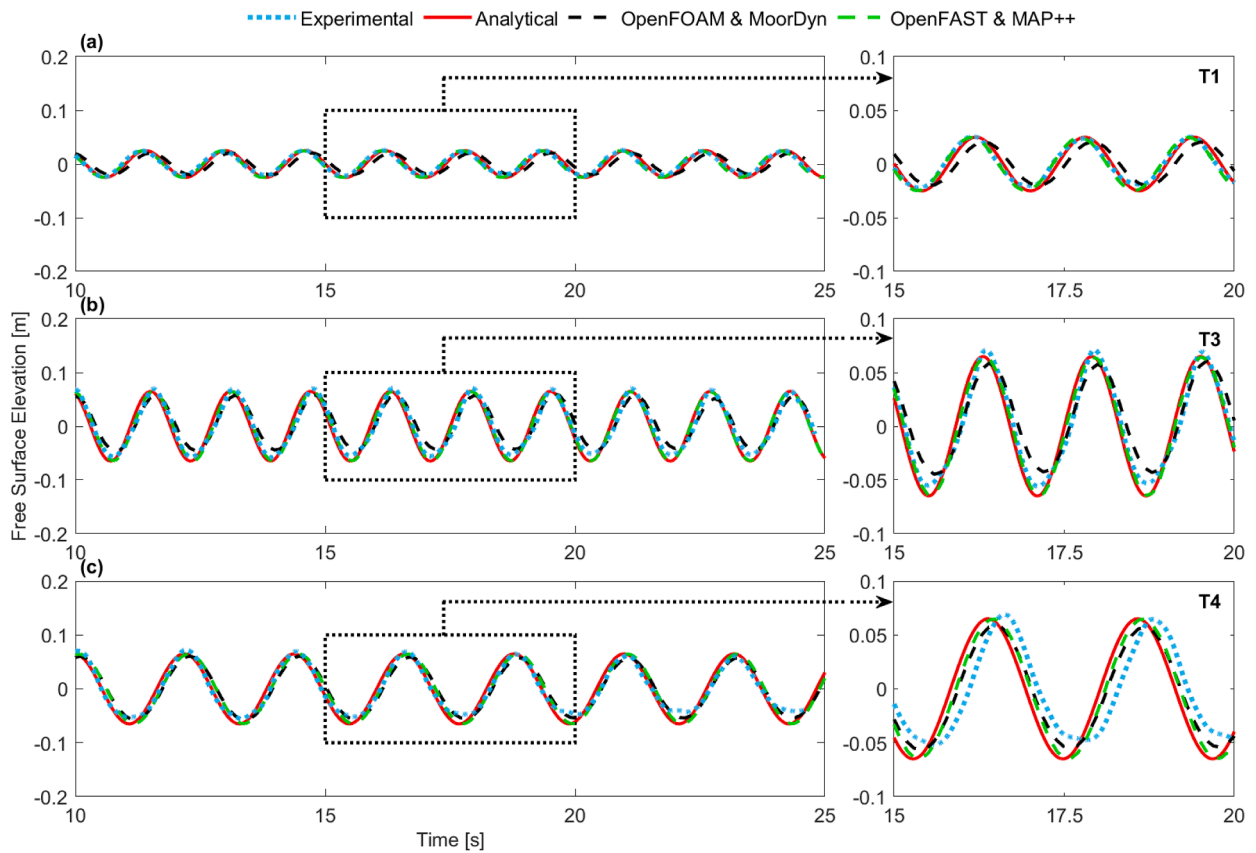 Experimental Analytical OpenFOAM & MoorDyn OpenFAST & MAP++
(a)
0.2
0.1
0
-0.1
-0.2
10 15 20 25
0.1
0.05
0
-0.05
-0.1
15 17.5 20
T1
(b)
0.2
0.1
0
-0.1
-0.2
10 15 20 25
0.1
0.05
0
-0.05
-0.1
15 17.5 20
T3
Free Surface Elevation [m]
(c)
0.2
0.1
0
-0.1
-0.2
10 15 20 25
0.1
0.05
0
-0.05
-0.1
15 17.5 20
T4
Time [s]